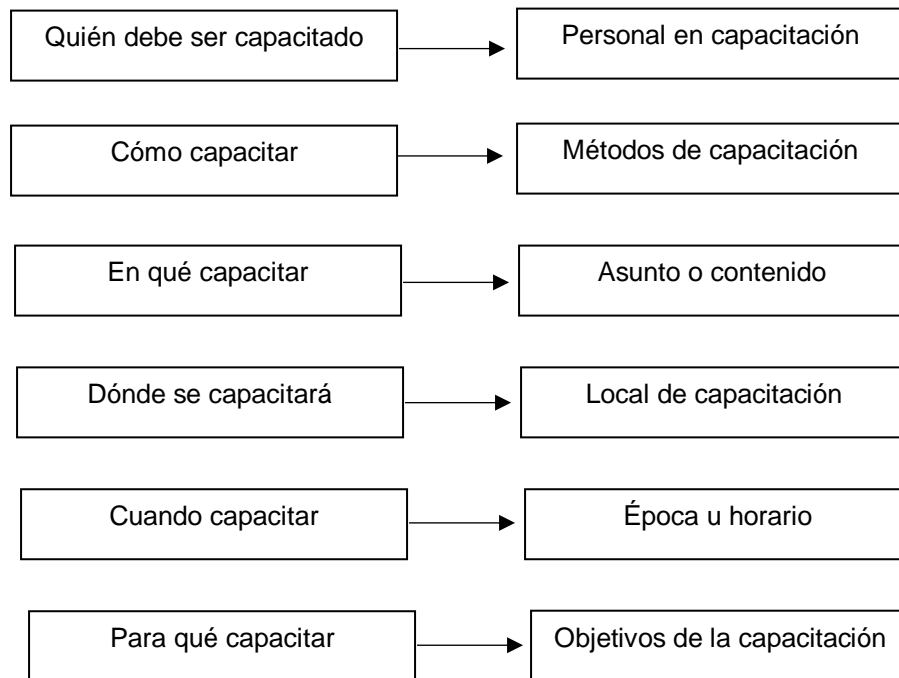 Quién debe ser capacitado
Personal en capacitación
Cómo capacitar
Métodos de capacitación
En qué capacitar
Asunto o contenido
Dónde se capacitará
Local de capacitación
Cuando capacitar
Época u horario
Para qué capacitar
Objetivos de la capacitación